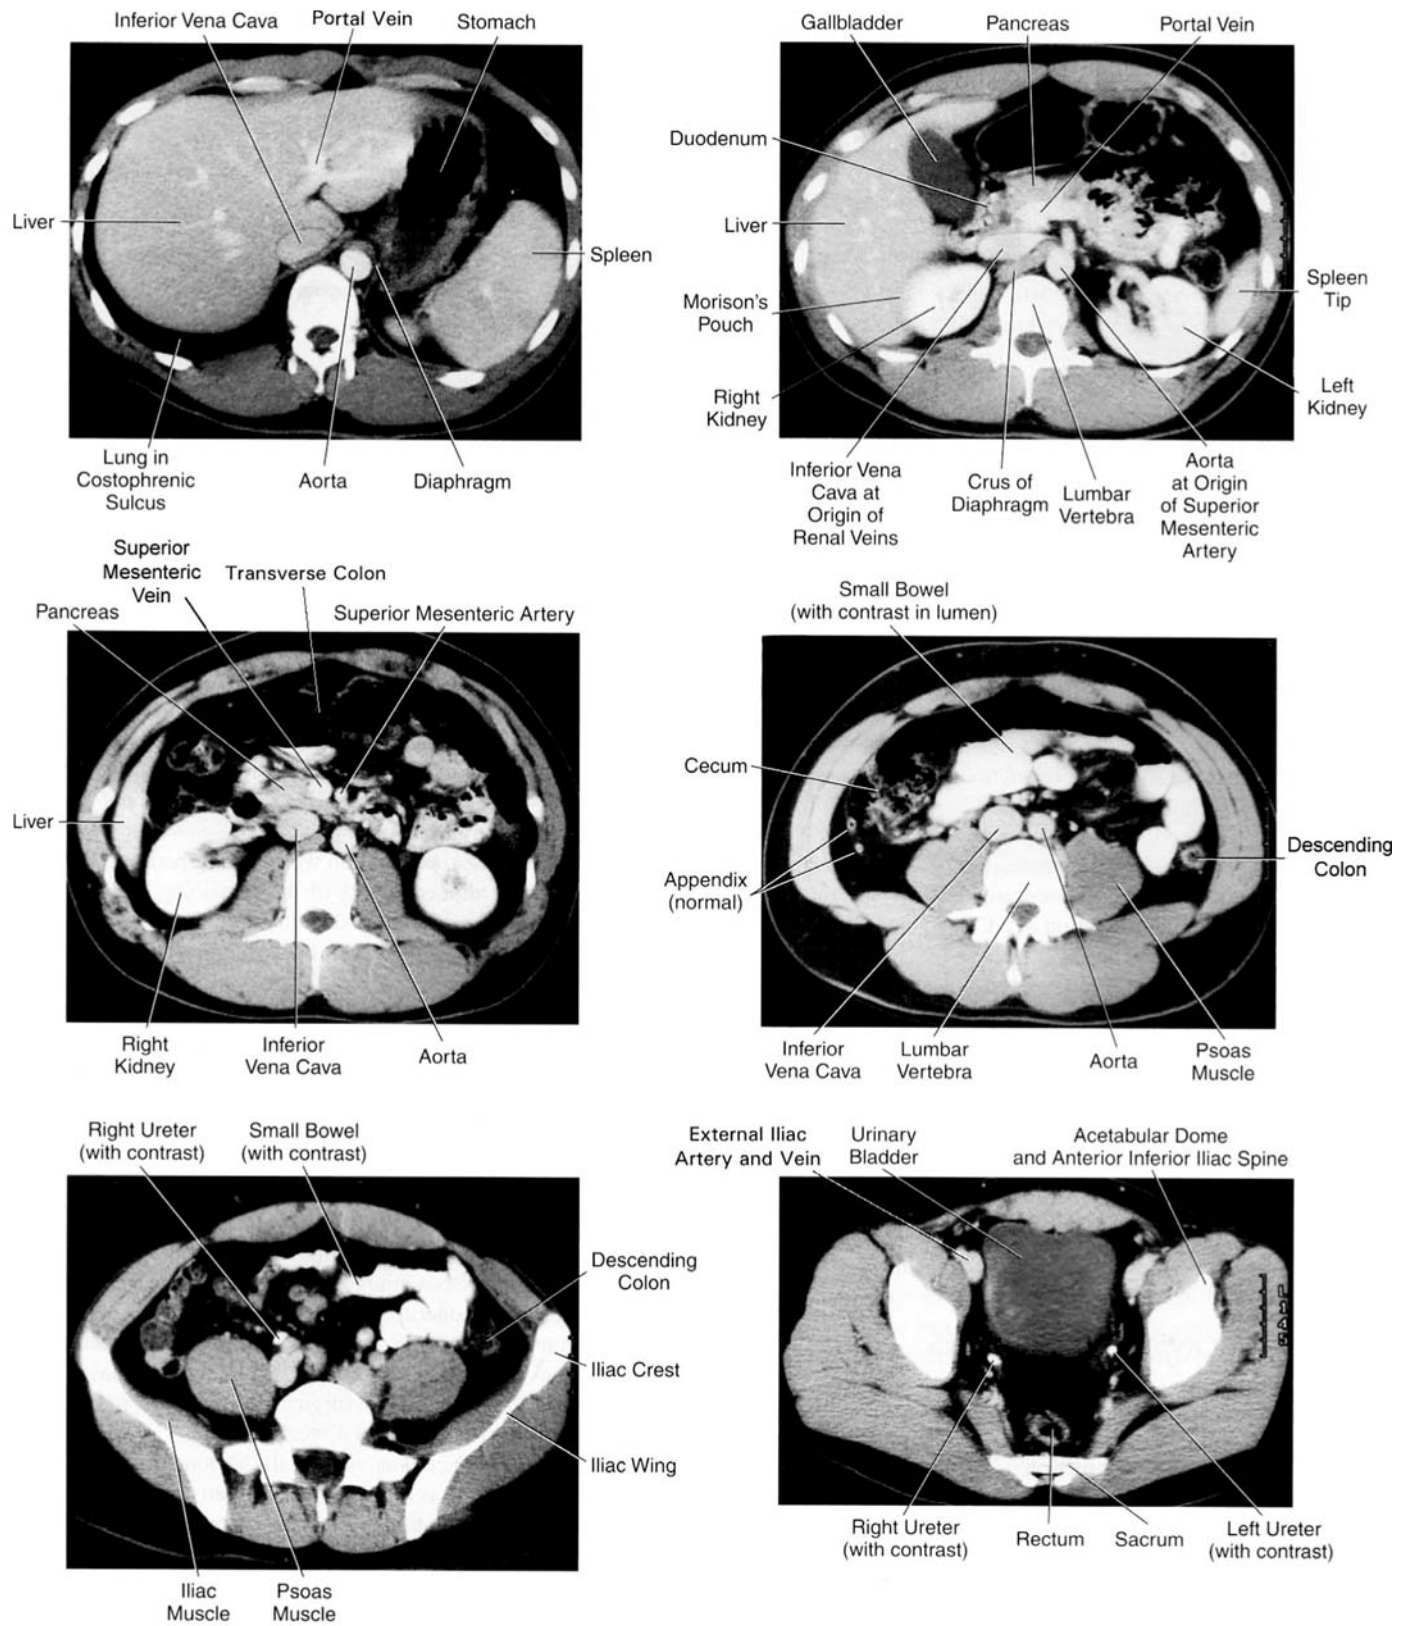 Inferior Vena Cava
Portal Vein
Stomach
Liver
Spleen
Lung in
Costophrenic
Sulcus
Aorta
Diaphragm
Gallbladder
Pancreas
Portal Vein
Duodenum
Liver
Morison's
Pouch
Right
Kidney
Spleen
Tip
Left
Kidney
Inferior Vena
Cava at
Origin of
Renal Veins
Crus of
Diaphragm
Lumbar
Vertebra
Aorta
at Origin
of Superior
Mesenteric
Artery
Superior
Mesenteric
Vein
Transverse Colon
Pancreas
Superior Mesenteric Artery
Liver
Right
Kidney
Inferior
Vena Cava
Aorta
Small Bowel
(with contrast in lumen)
Cecum
Appendix
(normal)
Descending
Colon
Inferior
Vena Cava
Lumbar
Vertebra
Aorta
Psoas
Muscle
Right Ureter
(with contrast)
Small Bowel
(with contrast)
Descending
Colon
Iliac Crest
Iliac Wing
Iliac
Muscle
Psoas
Muscle
External Iliac
Artery and Vein
Urinary
Bladder
Acetabular Dome
and Anterior Inferior Iliac Spine
Right Ureter
(with contrast)
Rectum
Sacrum
Left Ureter
(with contrast)